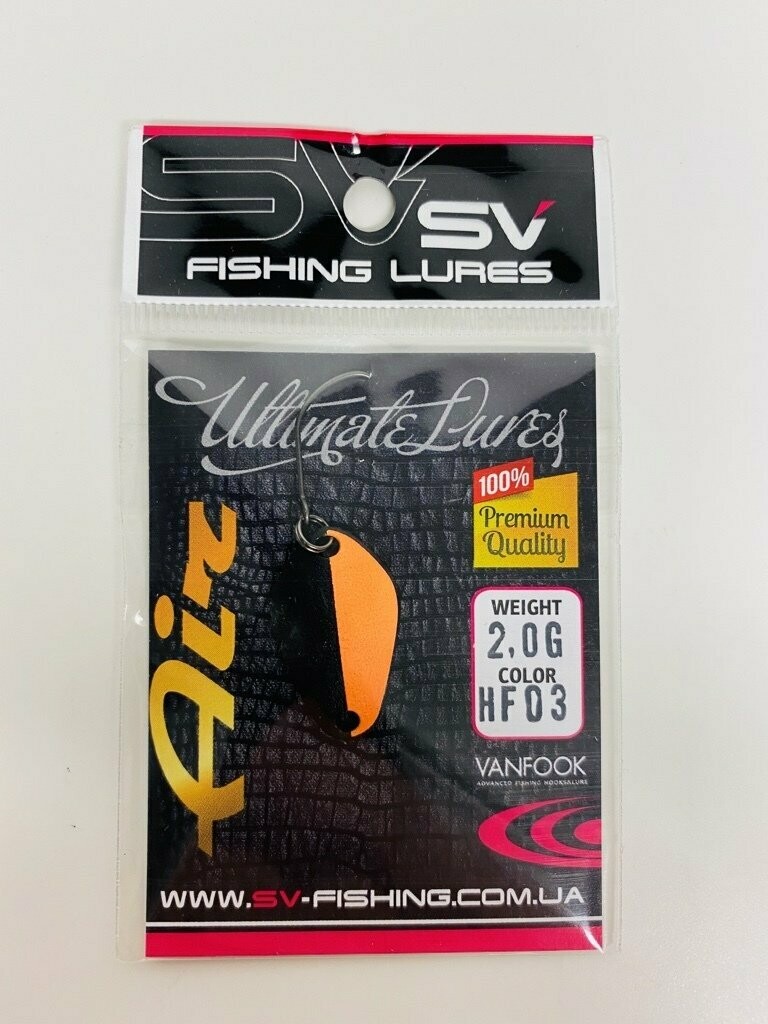 SV
SV
FISHING LURES
Ultimate Lures
Air
100%
Premium
Quality
WEIGHT
2,0G
COLOR
HF03
VANFOOK
ADVANCED FISHING HOOKS&LURE
WWW.SV-FISHING.COM.UA